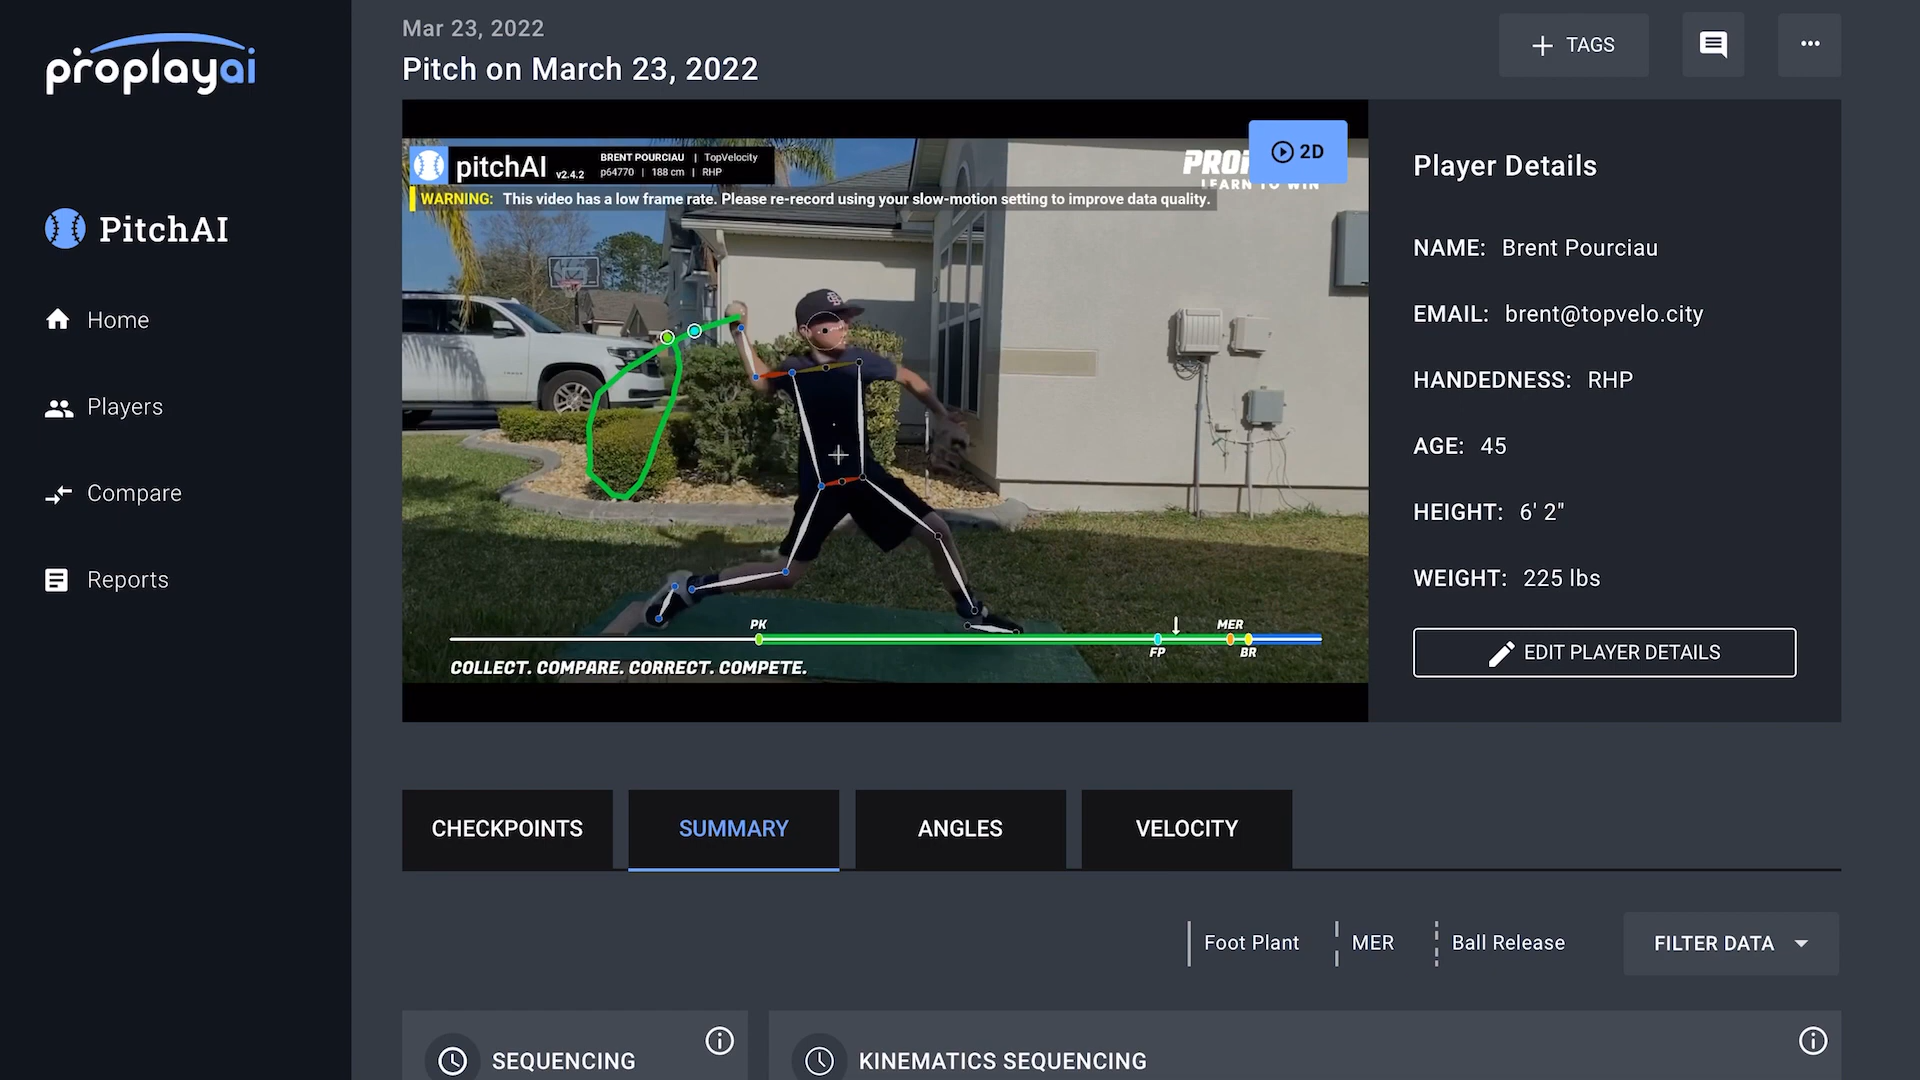 proplayai
PitchAI
Home
Players
Compare
Reports
Mar 23, 2022
Pitch on March 23, 2022
TAGS
pitchAI v2.4.2
BRENT POURCIAU | TopVelocity
p64770 | 188 cm | RHP
2D
LEARN TO WIN
WARNING: This video has a low frame rate. Please re-record using your slow-motion setting to improve data quality.
PK
MER
FP
BR
COLLECT. COMPARE. CORRECT. COMPETE.
Player Details
NAME: Brent Pourciau
EMAIL: brent@topvelo.city
HANDEDNESS: RHP
AGE: 45
HEIGHT: 6' 2"
WEIGHT: 225 lbs
EDIT PLAYER DETAILS
CHECKPOINTS
SUMMARY
ANGLES
VELOCITY
Foot Plant
MER
Ball Release
FILTER DATA
SEQUENCING
KINEMATICS SEQUENCING